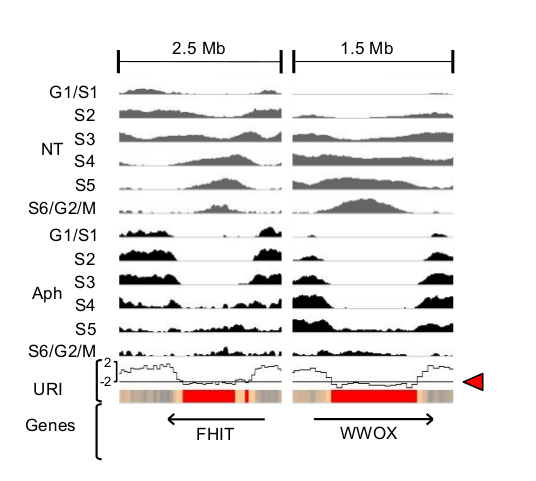 2.5 Mb 1.5 Mb
G1/S1
S2
S3
NT
S4
S5
S6/G2/M
G1/S1
S2
S3
Aph
S4
S5
S6/G2/M
2
-2
URI
Genes
FHIT WWOX